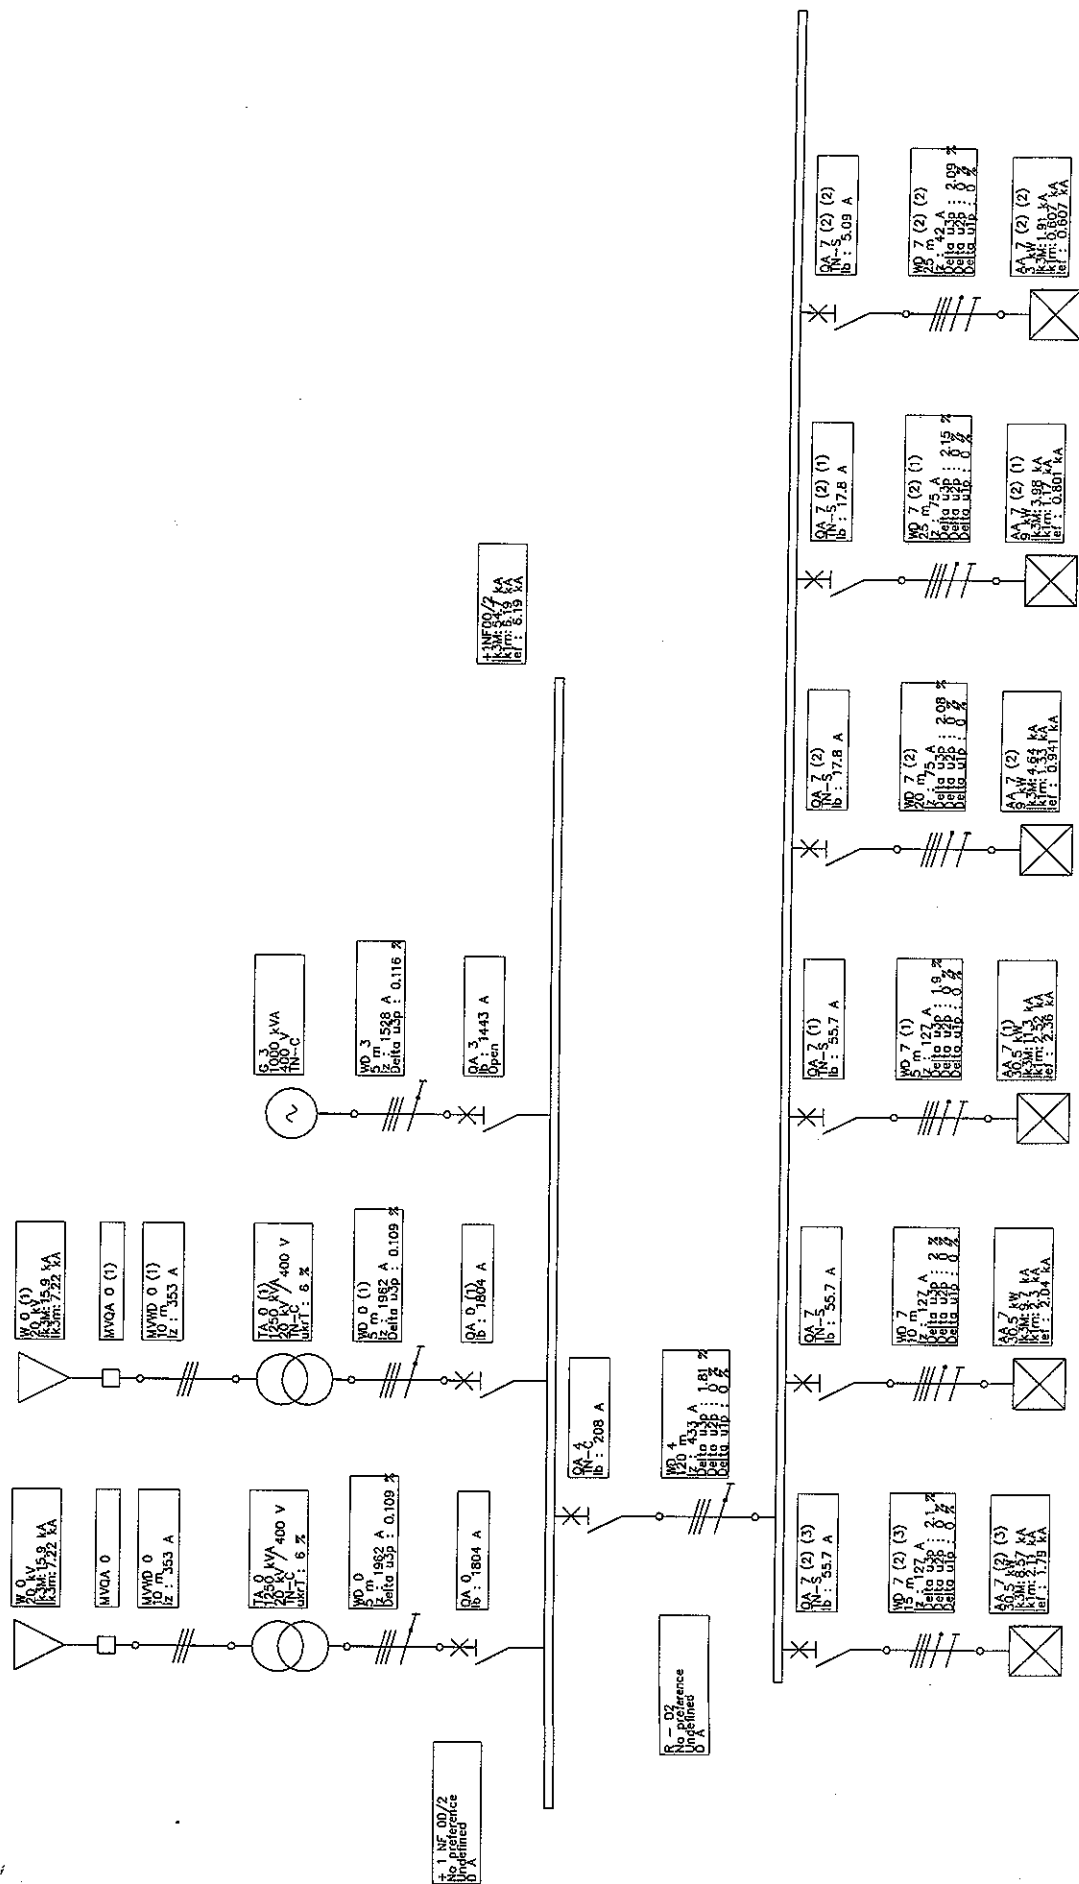 W 0
20 kV
Ik3M: 15.9 kA
Ik3m: 7.22 kA
MVQA 0
MVWD 0
10 m
Iz : 353 A
TA 0
1250 kVA
20 kV / 400 V
TN-C
ukrT : 6 %
WD 0
5 m
Iz : 1962 A
Delta u3p : 0.109 %
QA 0
Ib : 1804 A
W 0 (1)
20 kV
Ik3M: 15.9 kA
Ik3m: 7.22 kA
MVQA 0 (1)
MVWD 0 (1)
10 m
Iz : 353 A
TA 0 (1)
1250 kVA
20 kV / 400 V
TN-C
ukrT : 6 %
WD 0 (1)
5 m
Iz : 1962 A
Delta u3p : 0.109 %
QA 0 (1)
Ib : 1804 A
G 3
1000 kVA
400 V
TN-C
WD 3
5 m
Iz : 1528 A
Delta u3p : 0.116 %
QA 3
Ib : 1443 A
Open
+ 1 NF 00/2
No preference
Undefined
0 A
+1NF00/2
Ik3M: 54.7 kA
Ik1m: 6.19 kA
Ief : 6.19 kA
QA 4
TN-C
Ib : 208 A
WD 4
120 m
Iz : 433 A
Delta u3p : 1.81 %
Delta u2p : 0 %
Delta u1p : 0 %
R - D2
No preference
Undefined
0 A
QA 7 (2) (3)
TN-S
Ib : 55.7 A
WD 7 (2) (3)
15 m
Iz : 127 A
Delta u3p : 2.1 %
Delta u2p : 0 %
Delta u1p : 0 %
AA 7 (2) (3)
30.5 kW
Ik3M: 8.57 kA
Ik1m: 2.11 kA
Ief : 1.79 kA
QA 7
TN-S
Ib : 55.7 A
WD 7
10 m
Iz : 127 A
Delta u3p : 2 %
Delta u2p : 0 %
Delta u1p : 0 %
AA 7
30.5 kW
Ik3M: 9.7 kA
Ik1m: 2.3 kA
Ief : 2.04 kA
QA 7 (1)
TN-S
Ib : 55.7 A
WD 7 (1)
5 m
Iz : 127 A
Delta u3p : 1.9 %
Delta u2p : 0 %
Delta u1p : 0 %
AA 7 (1)
30.5 kW
Ik3M: 11.3 kA
Ik1m: 2.52 kA
Ief : 2.36 kA
QA 7 (2)
TN-S
Ib : 17.8 A
WD 7 (2)
20 m
Iz : 75 A
Delta u3p : 2.08 %
Delta u2p : 0 %
Delta u1p : 0 %
AA 7 (2)
9 kW
Ik3M: 4.64 kA
Ik1m: 1.33 kA
Ief : 0.941 kA
QA 7 (2) (1)
TN-S
Ib : 17.8 A
WD 7 (2) (1)
25 m
Iz : 75 A
Delta u3p : 2.15 %
Delta u2p : 0 %
Delta u1p : 0 %
AA 7 (2) (1)
9 kW
Ik3M: 3.98 kA
Ik1m: 1.17 kA
Ief : 0.801 kA
QA 7 (2) (2)
TN-S
Ib : 5.09 A
WD 7 (2) (2)
25 m
Iz : 42 A
Delta u3p : 2.09 %
Delta u2p : 0 %
Delta u1p : 0 %
AA 7 (2) (2)
3 kW
Ik3M: 1.91 kA
Ik1m: 0.607 kA
Ief : 0.607 kA